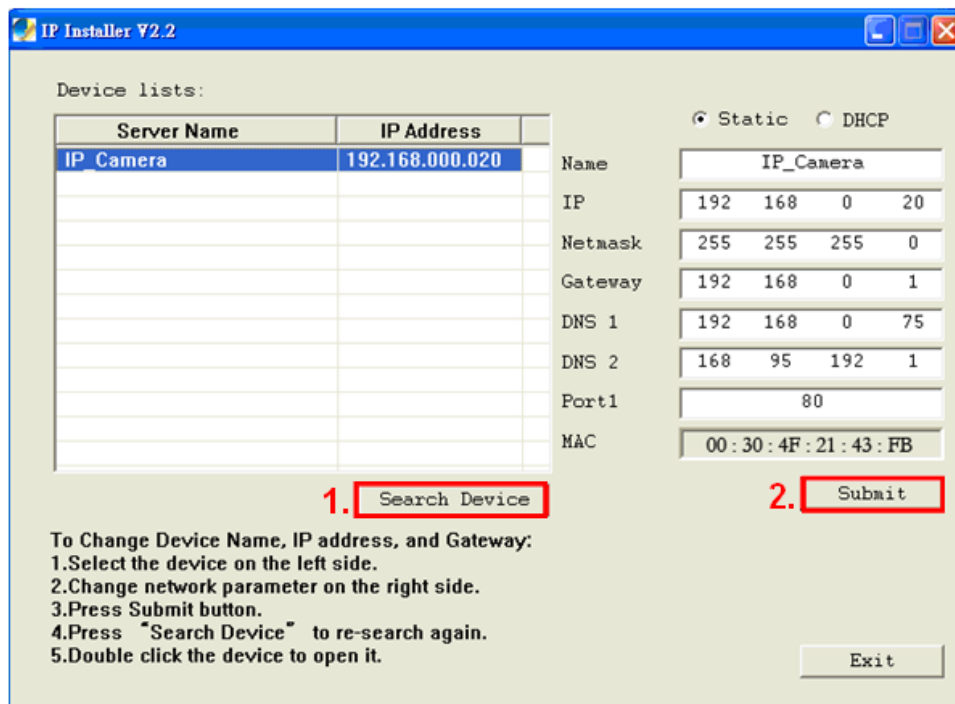 IP Installer V2.2
Device lists:
Server Name IP Address
IP_Camera 192.168.000.020
Static DHCP
Name IP_Camera
IP 192 168 0 20
Netmask 255 255 255 0
Gateway 192 168 0 1
DNS 1 192 168 0 75
DNS 2 168 95 192 1
Port1 80
MAC 00 : 30 : 4F : 21 : 43 : FB
1. Search Device
2. Submit
To Change Device Name, IP address, and Gateway:
1.Select the device on the left side.
2.Change network parameter on the right side.
3.Press Submit button.
4.Press “Search Device” to re-search again.
5.Double click the device to open it.
Exit